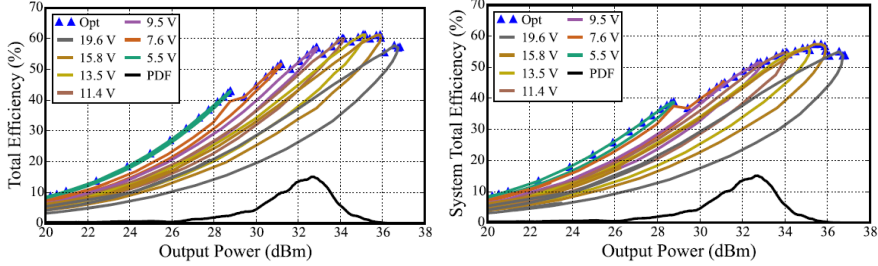 70
60
50
40
30
20
10
0
Total Efficiency (%)
Opt
19.6 V
15.8 V
13.5 V
11.4 V
9.5 V
7.6 V
5.5 V
PDF
20 22 24 26 28 30 32 34 36 38
Output Power (dBm)
70
60
50
40
30
20
10
0
System Total Efficiency (%)
Opt
19.6 V
15.8 V
13.5 V
11.4 V
9.5 V
7.6 V
5.5 V
PDF
20 22 24 26 28 30 32 34 36 38
Output Power (dBm)